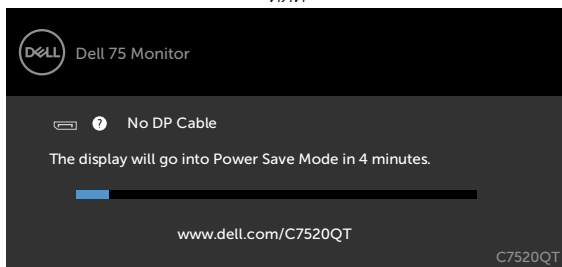 или
DELL Dell 75 Monitor
? No DP Cable
The display will go into Power Save Mode in 4 minutes.
www.dell.com/C7520QT
C7520QT